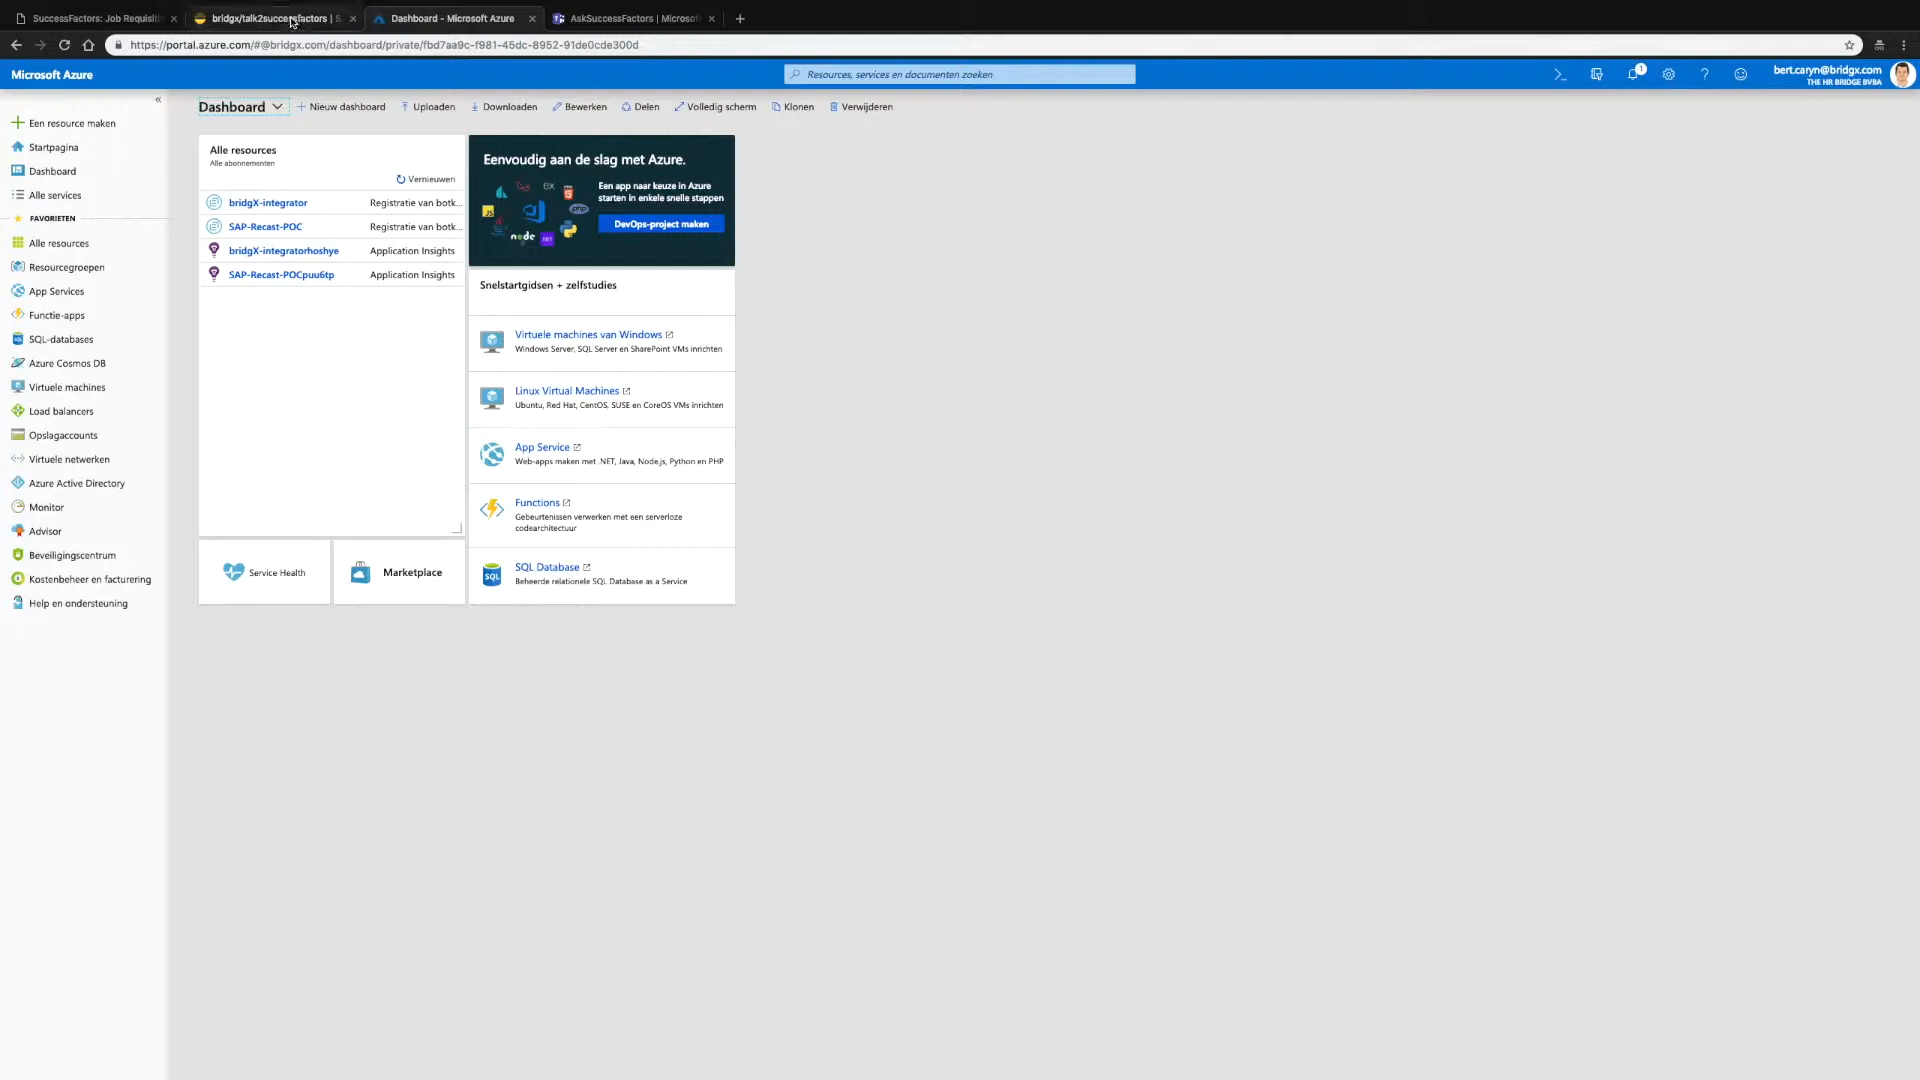 SuccessFactors: Job Requisiti
bridgx/talk2successfactors | S
Dashboard - Microsoft Azure
AskSuccessFactors | Microsof
https://portal.azure.com/#@bridgx.com/dashboard/private/fbd7aa9c-f981-45dc-8952-91de0cde300d
Microsoft Azure
Resources, services en documenten zoeken
1
bert.caryn@bridgx.com
THE HR BRIDGE BVBA
Een resource maken
Startpagina
Dashboard
Alle services
FAVORIETEN
Alle resources
Resourcegroepen
App Services
Functie-apps
SQL-databases
Azure Cosmos DB
Virtuele machines
Load balancers
Opslagaccounts
Virtuele netwerken
Azure Active Directory
Monitor
Advisor
Beveiligingscentrum
Kostenbeheer en facturering
Help en ondersteuning
Dashboard
Nieuw dashboard
Uploaden
Downloaden
Bewerken
Delen
Volledig scherm
Klonen
Verwijderen
Alle resources
Alle abonnementen
Vernieuwen
bridgX-integrator Registratie van botk...
SAP-Recast-POC Registratie van botk...
bridgX-integratorhoshye Application Insights
SAP-Recast-POCpuu6tp Application Insights
Service Health
Marketplace
Eenvoudig aan de slag met Azure.
Een app naar keuze in Azure
starten in enkele snelle stappen
DevOps-project maken
ex
JS
php
node
NET
Snelstartgidsen + zelfstudies
Virtuele machines van Windows
Windows Server, SQL Server en SharePoint VMs inrichten
Linux Virtual Machines
Ubuntu, Red Hat, CentOS, SUSE en CoreOS VMs inrichten
App Service
Web-apps maken met .NET, Java, Node.js, Python en PHP
Functions
Gebeurtenissen verwerken met een serverloze
codearchitectuur
SQL
SQL Database
Beheerde relationele SQL Database as a Service